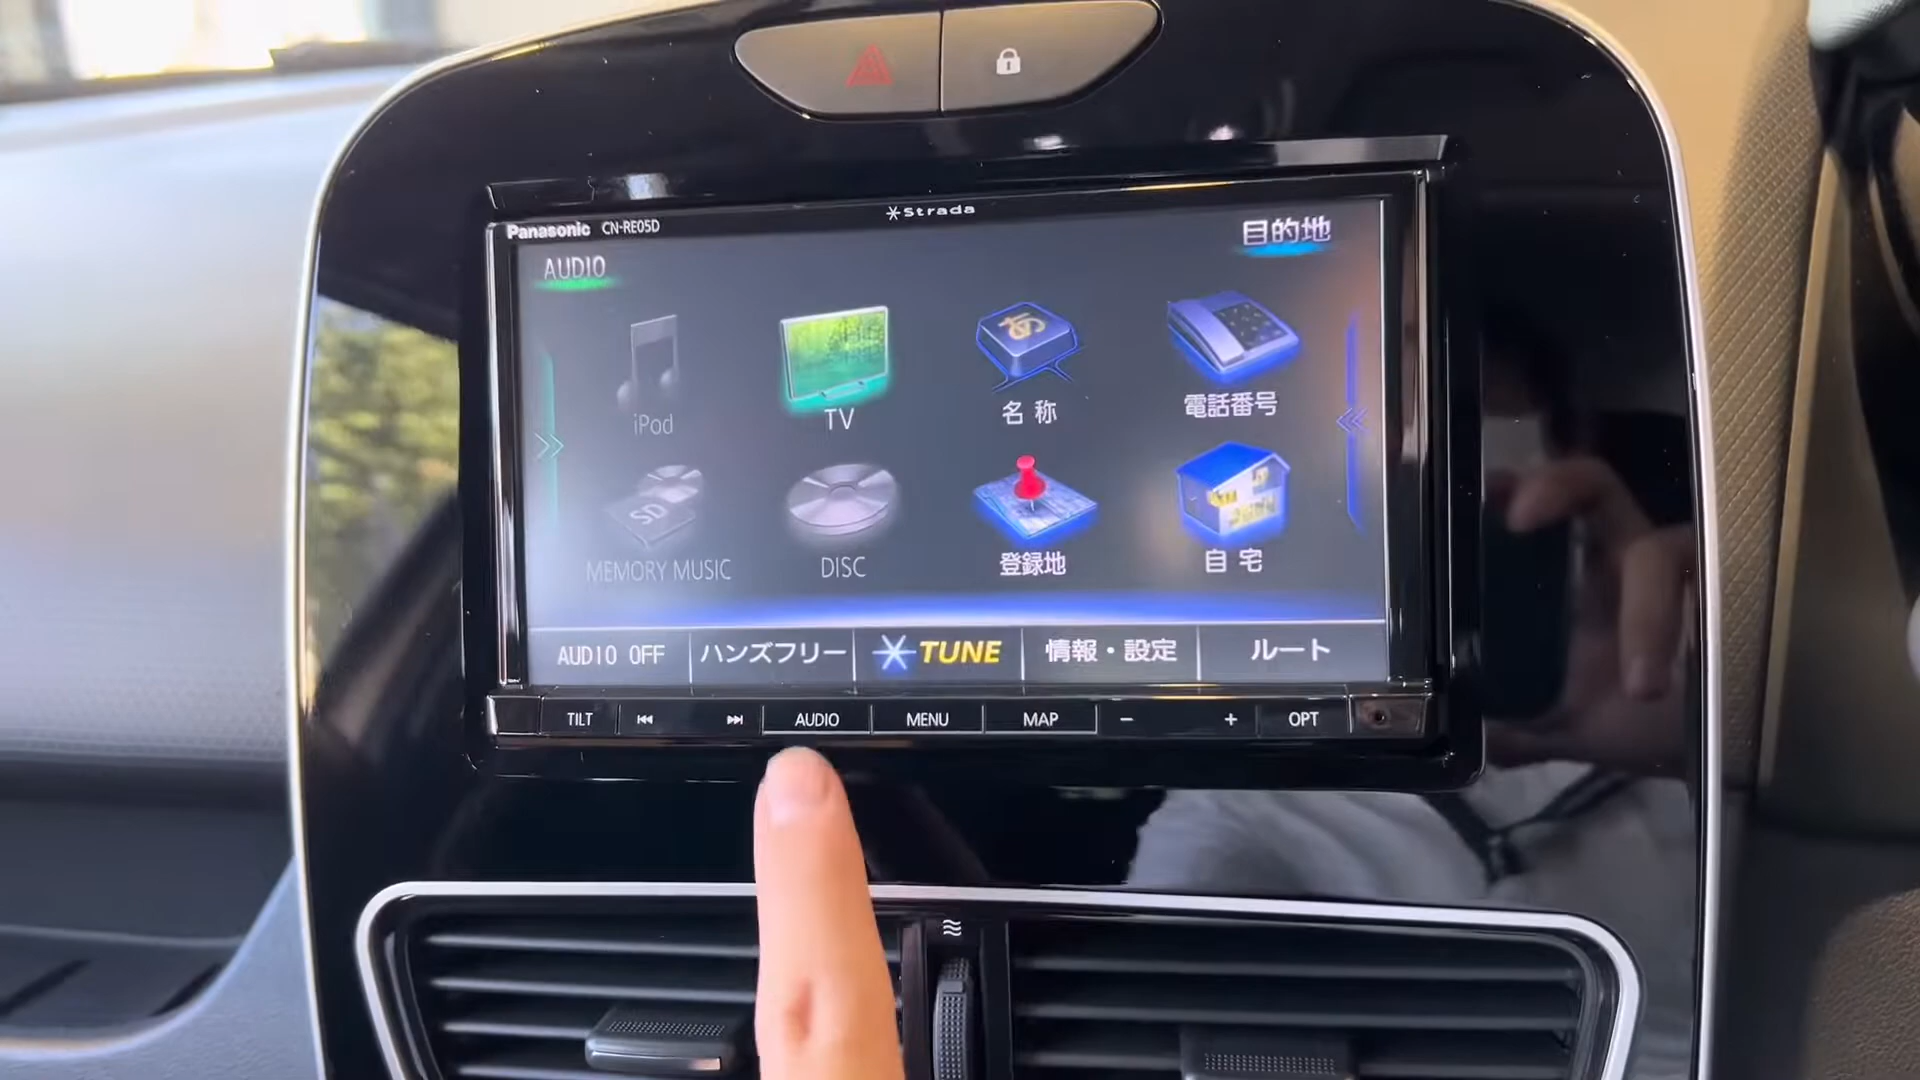 Panasonic CN-RE05D
Strada
AUDIO
目的地
iPod
TV
あ
名称
電話番号
SD
MEMORY MUSIC
DISC
登録地
自宅
AUDIO OFF
ハンズフリー
TUNE
情報・設定
ルート
TILT
AUDIO
MENU
MAP
−
+
OPT